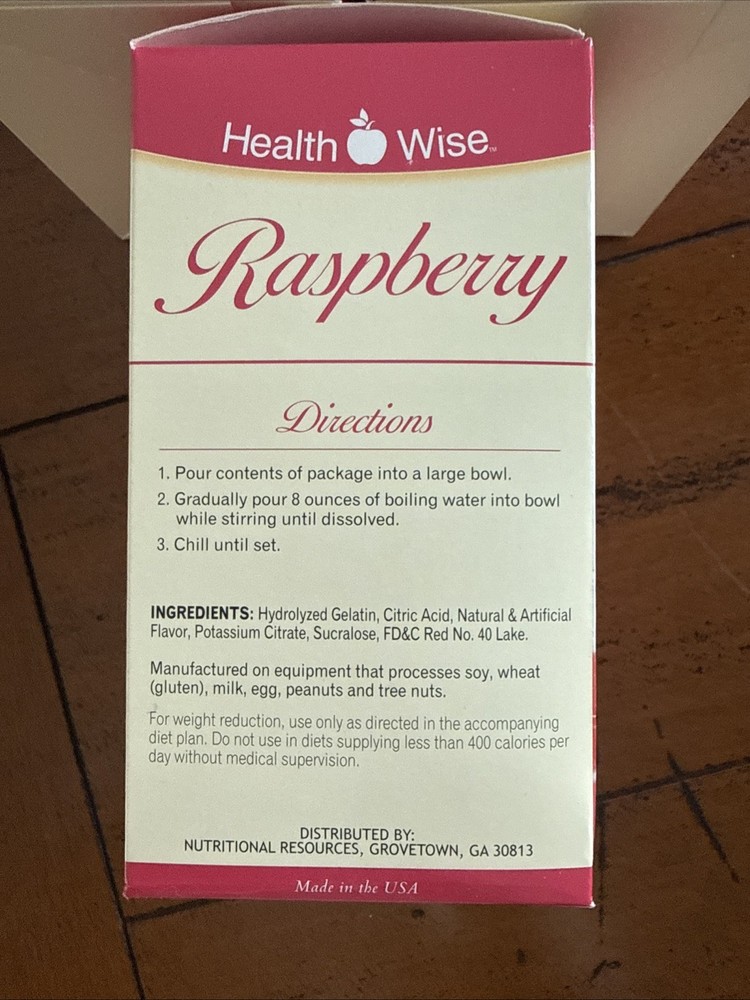 Health Wise™
Raspberry
Directions
1. Pour contents of package into a large bowl.
2. Gradually pour 8 ounces of boiling water into bowl
while stirring until dissolved.
3. Chill until set.
INGREDIENTS: Hydrolyzed Gelatin, Citric Acid, Natural & Artificial
Flavor, Potassium Citrate, Sucralose, FD&C Red No. 40 Lake.
Manufactured on equipment that processes soy, wheat
(gluten), milk, egg, peanuts and tree nuts.
For weight reduction, use only as directed in the accompanying
diet plan. Do not use in diets supplying less than 400 calories per
day without medical supervision.
DISTRIBUTED BY:
NUTRITIONAL RESOURCES, GROVETOWN, GA 30813
Made in the USA